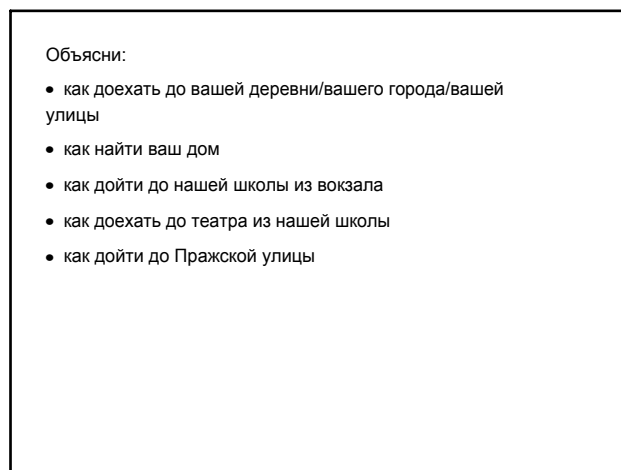 Объясни:
• как доехать до вашей деревни/вашего города/вашей
улицы
• как найти ваш дом
• как дойти до нашей школы из вокзала
• как доехать до театра из нашей школы
• как дойти до Пражской улицы